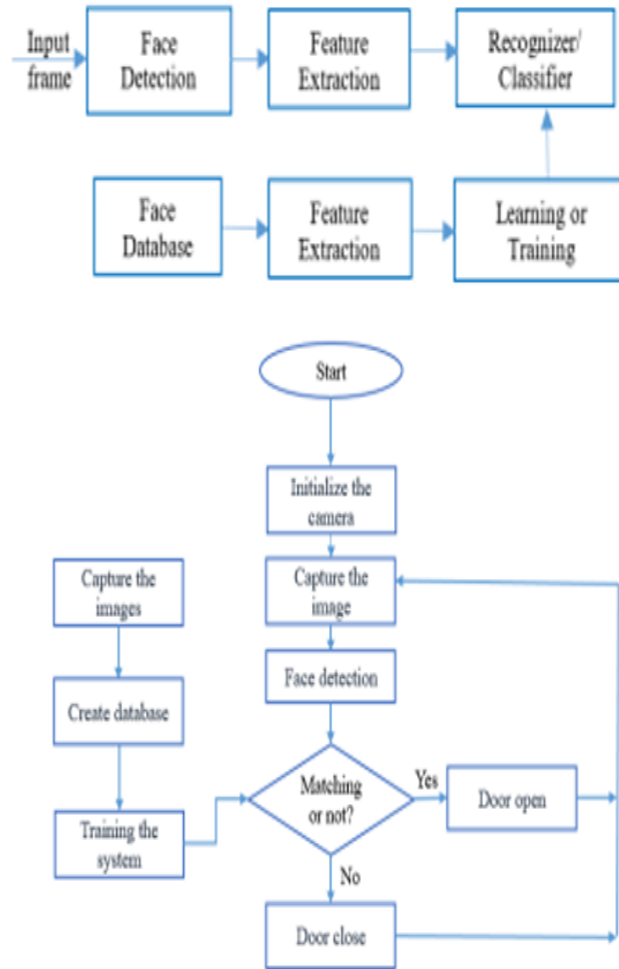 Input
frame
Face
Detection
Feature
Extraction
Recognizer/
Classifier
Face
Database
Feature
Extraction
Learning or
Training
Start
Initialize the
camera
Capture the
images
Capture the
image
Create database
Face detection
Training the
system
Matching
or not?
Yes
Door open
No
Door close